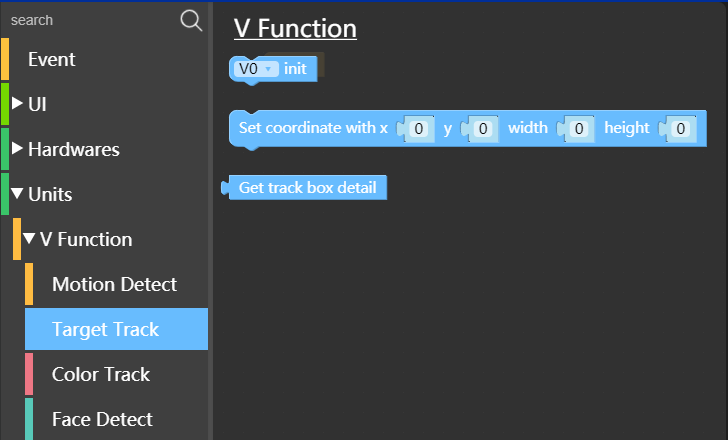 search
Event
UI
Hardwares
Units
V Function
Motion Detect
Target Track
Color Track
Face Detect
V Function
V0 init
Set coordinate with x 0 y 0 width 0 height 0
Get track box detail